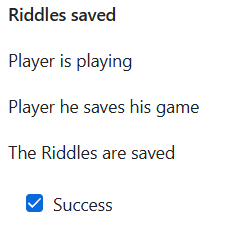 Riddles saved
Player is playing
Player he saves his game
The Riddles are saved
Success